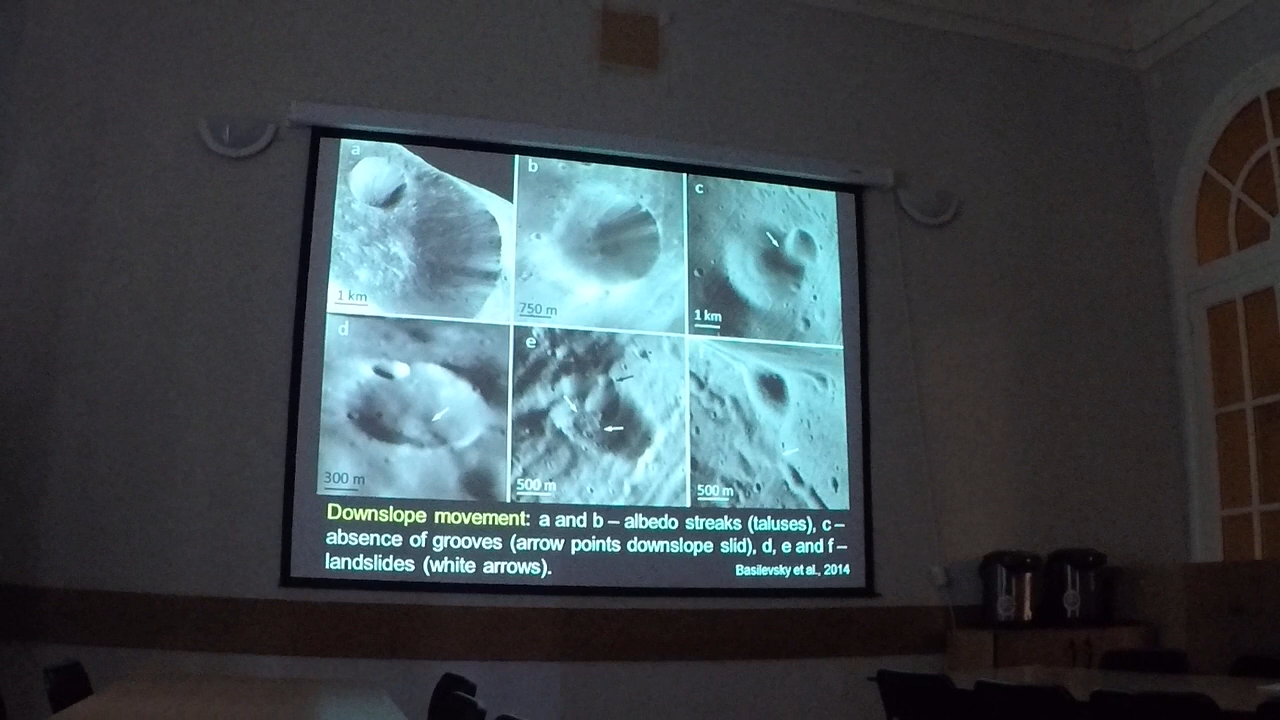 a
b
c
1 km
750 m
1 km
d
e
300 m
500 m
500 m
Downslope movement: a and b – albedo streaks (taluses), c –
absence of grooves (arrow points downslope slid), d, e and f –
landslides (white arrows).
Basilevsky et al., 2014